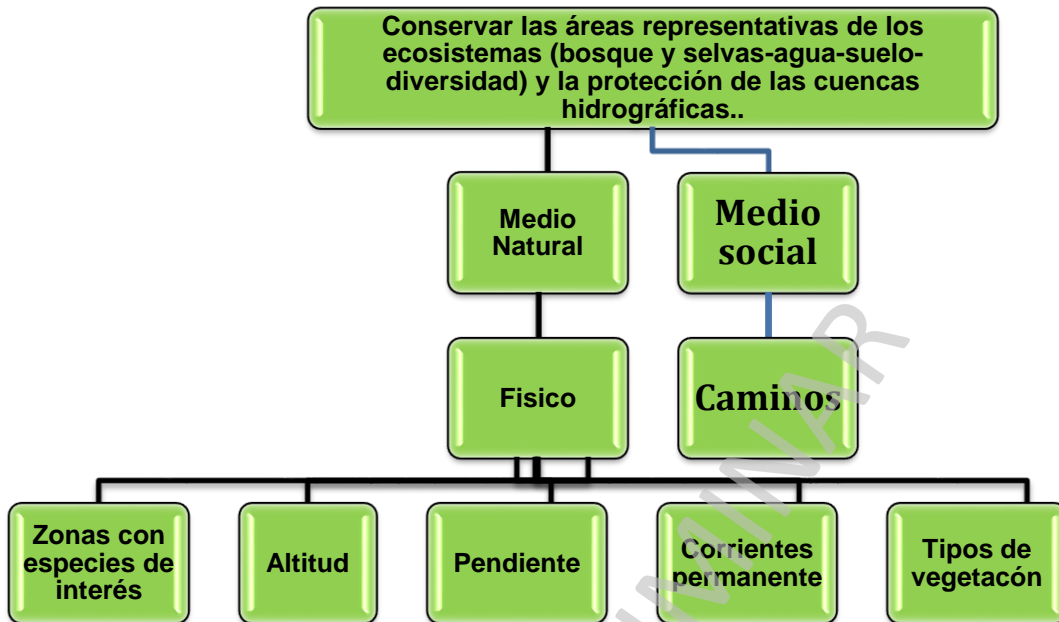 Conservar las áreas representativas de los
ecosistemas (bosque y selvas-agua-suelo-
diversidad) y la protección de las cuencas
hidrográficas..
Medio
Natural
Medio
social
Fisico
Caminos
Zonas con
especies de
interés
Altitud
Pendiente
Corrientes
permanente
Tipos de
vegetacón